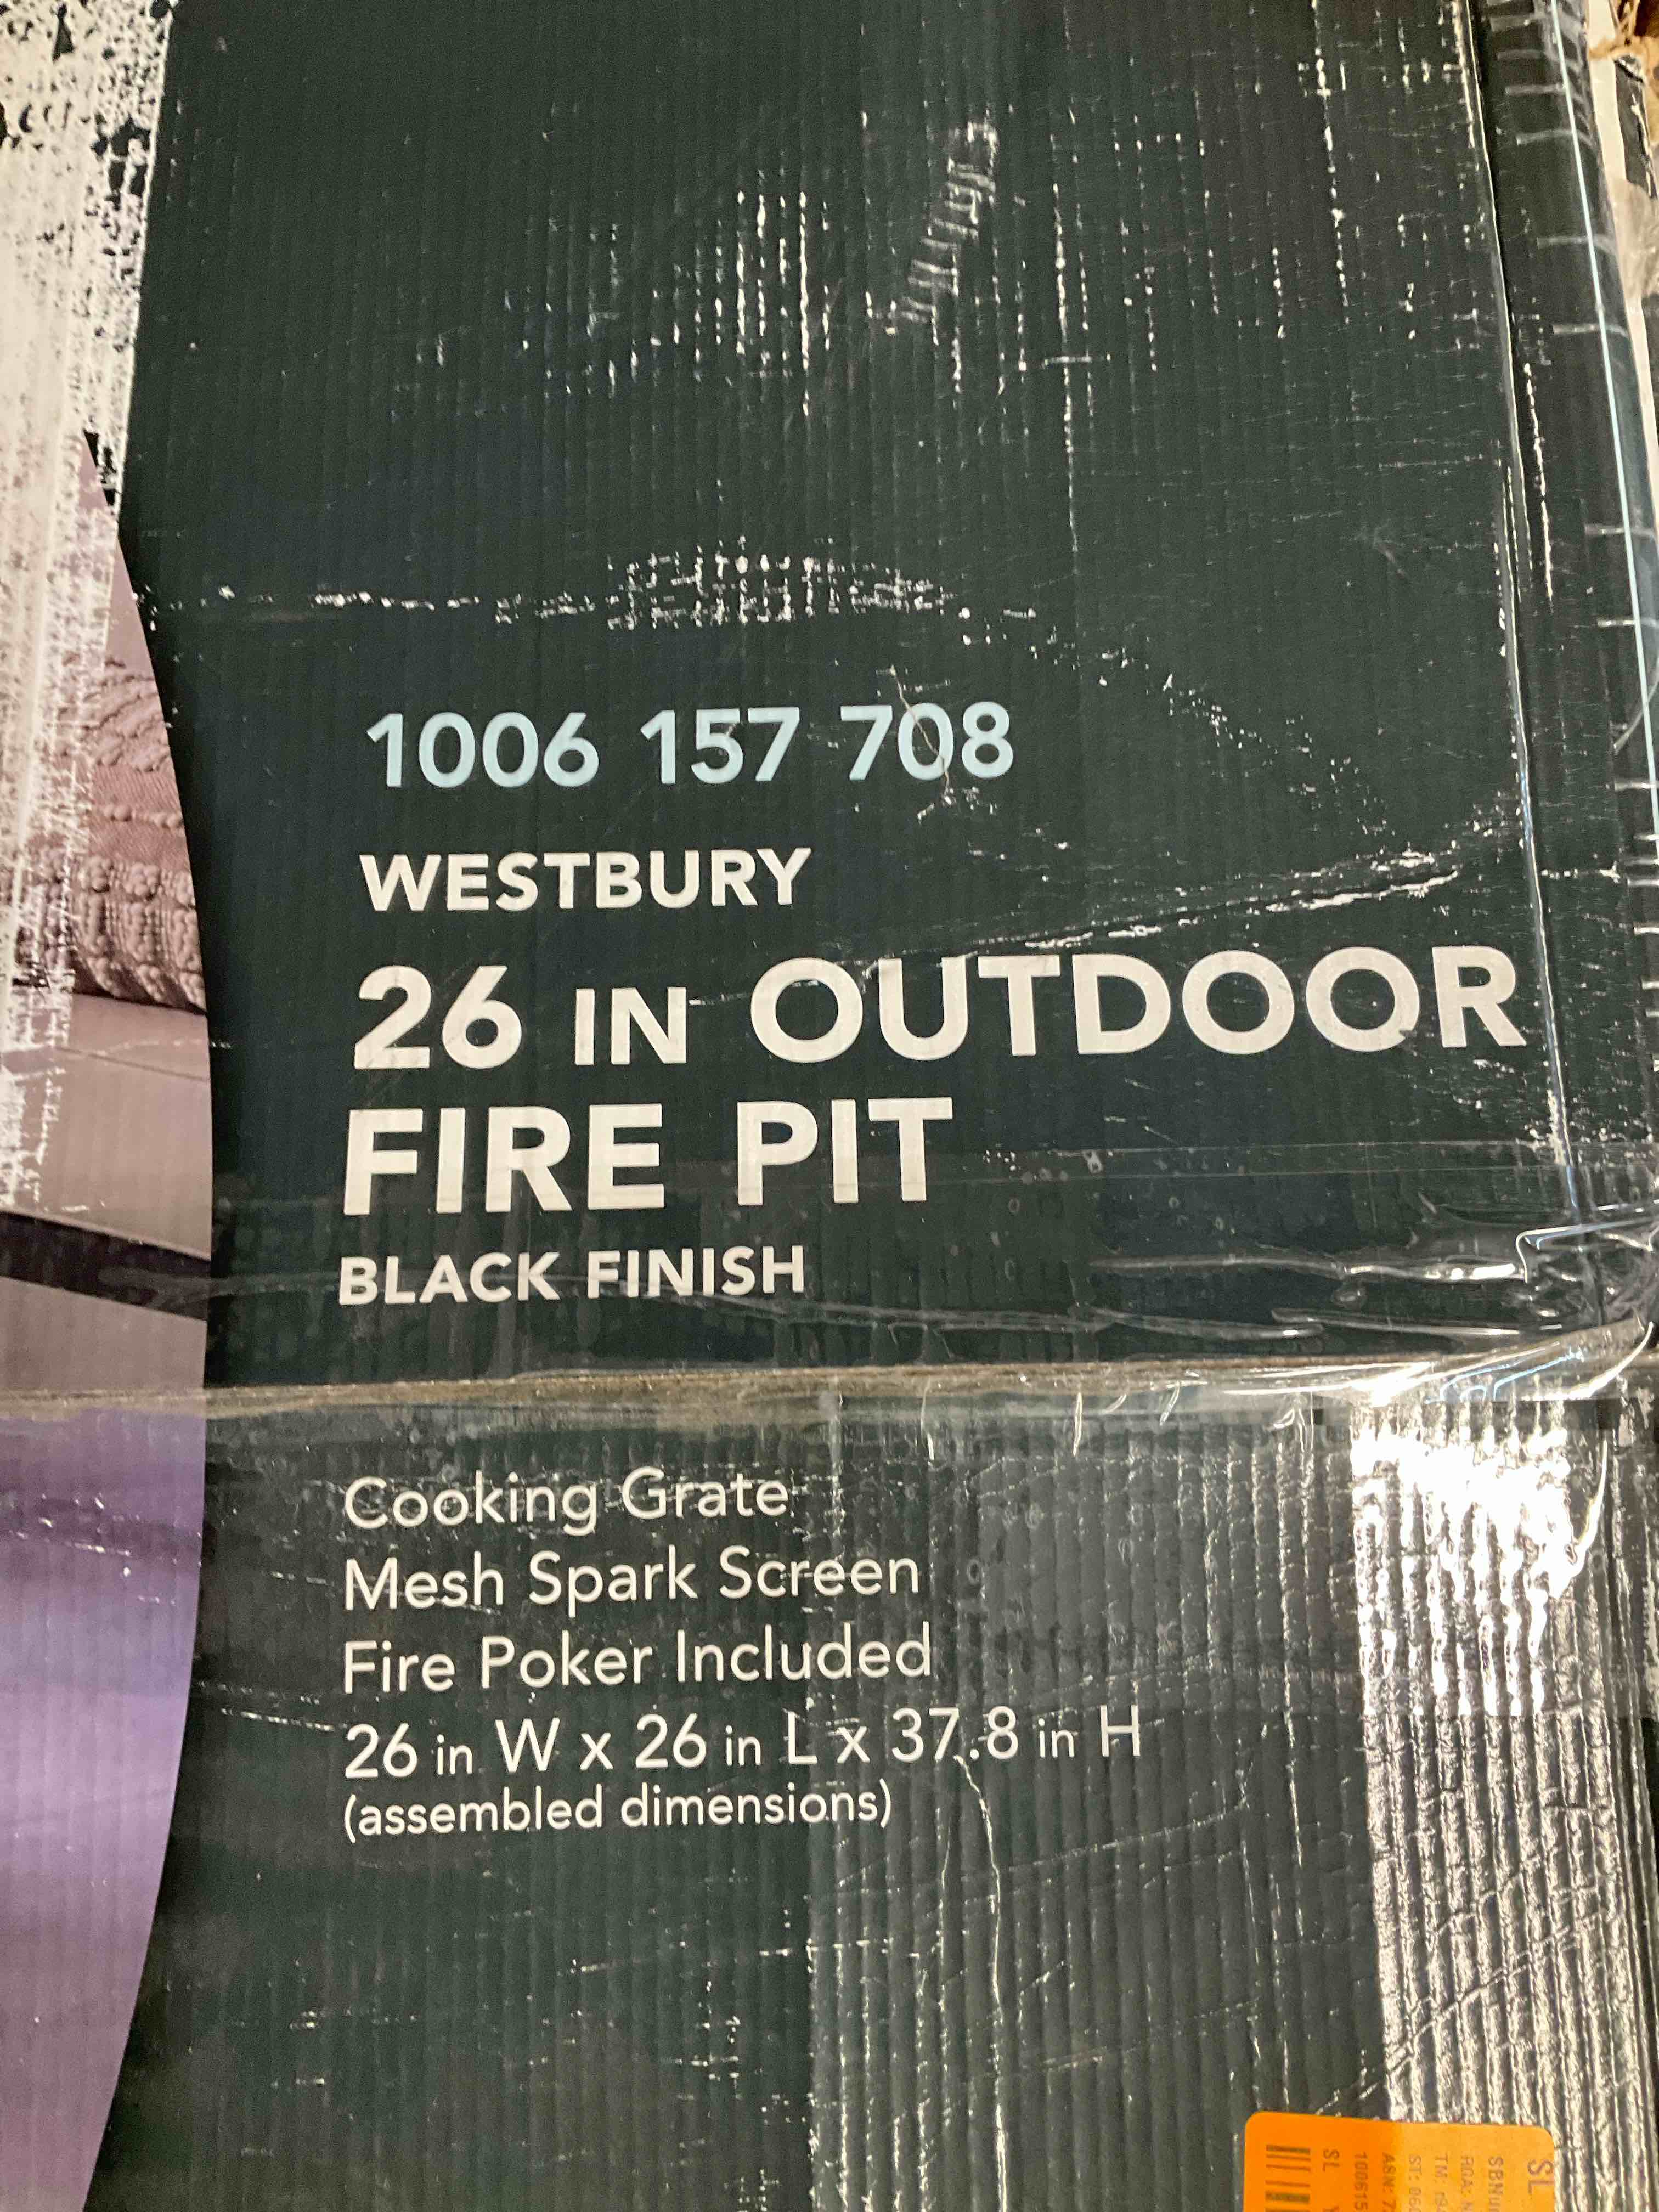 1006 157 708
WESTBURY
26 IN OUTDOOR
FIRE PIT
BLACK FINISH
Cooking Grate
Mesh Spark Screen
Fire Poker Included
26 in W x 26 in L x 37.8 in H
(assembled dimensions)
SL